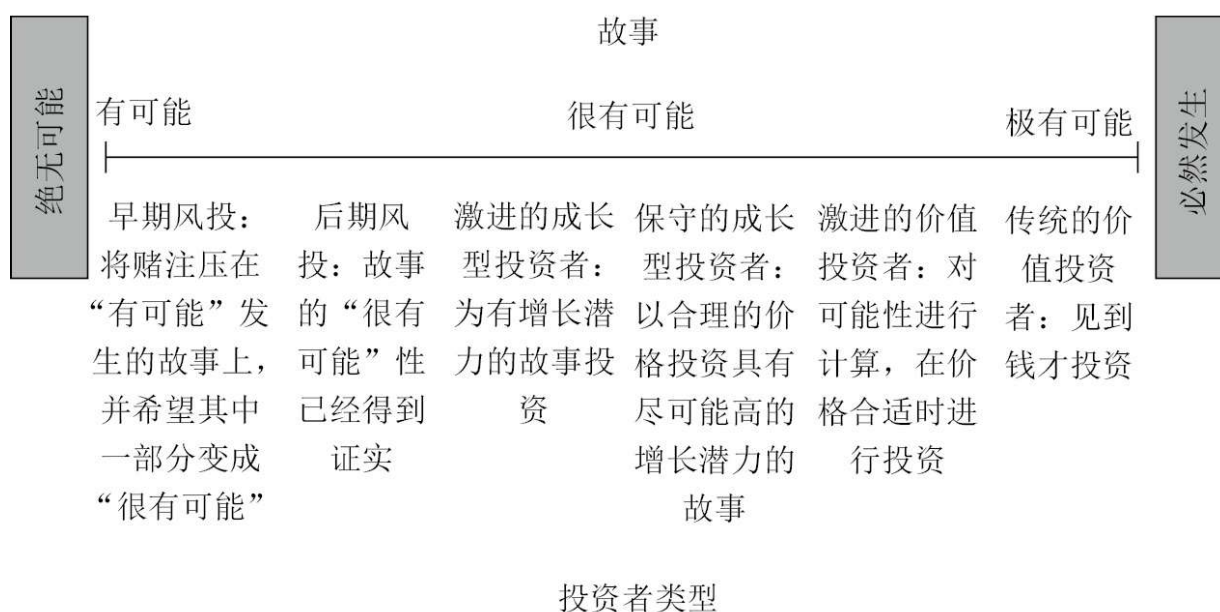 故事
绝无可能
有可能
很有可能
极有可能
必然发生
早期风投：
将赌注压在
“有可能”发
生的故事上，
并希望其中
一部分变成
“很有可能”
后期风
投：故事
的“很有
可能”性
已经得到
证实
激进的成长
型投资者：
为有增长潜
力的故事投
资
保守的成长
型投资者：
以合理的价
格投资具有
尽可能高的
增长潜力的
故事
激进的价值
投资者：对
可能性进行
计算，在价
格合适时进
行投资
传统的价
值投资
者：见到
钱才投资
投资者类型